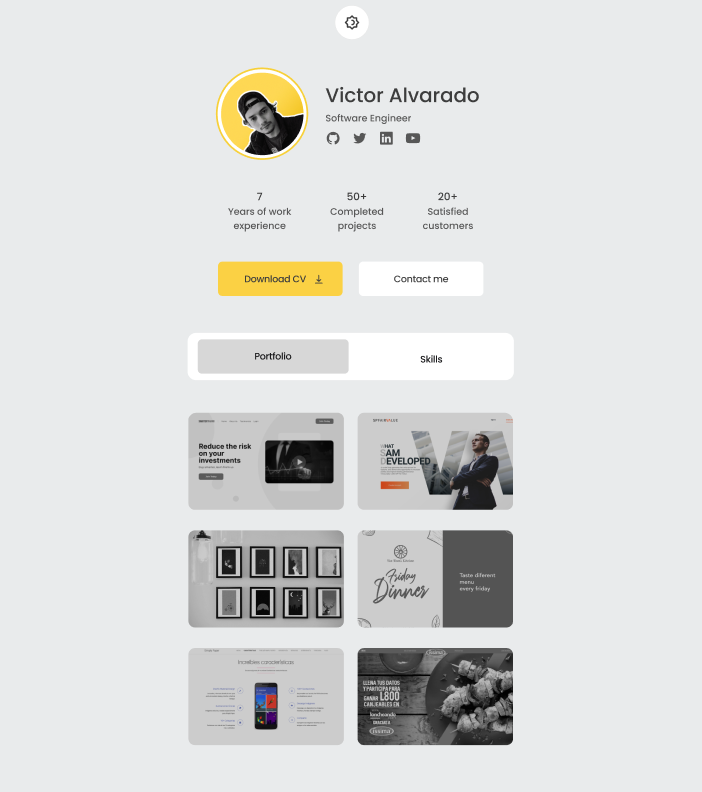 Victor Alvarado
Software Engineer
7
Years of work
experience
50+
Completed
projects
20+
Satisfied
customers
Download CV
Contact me
Portfolio
Skills
Reduce the risk
on your
investments
WHAT
SAM
DEVELOPED
Friday
Dinner
Taste diferent
menu
every friday
Increíbles características
LLENA TUS DATOS
Y PARTICIPA PARA
GANAR L800
CANJEABLES EN